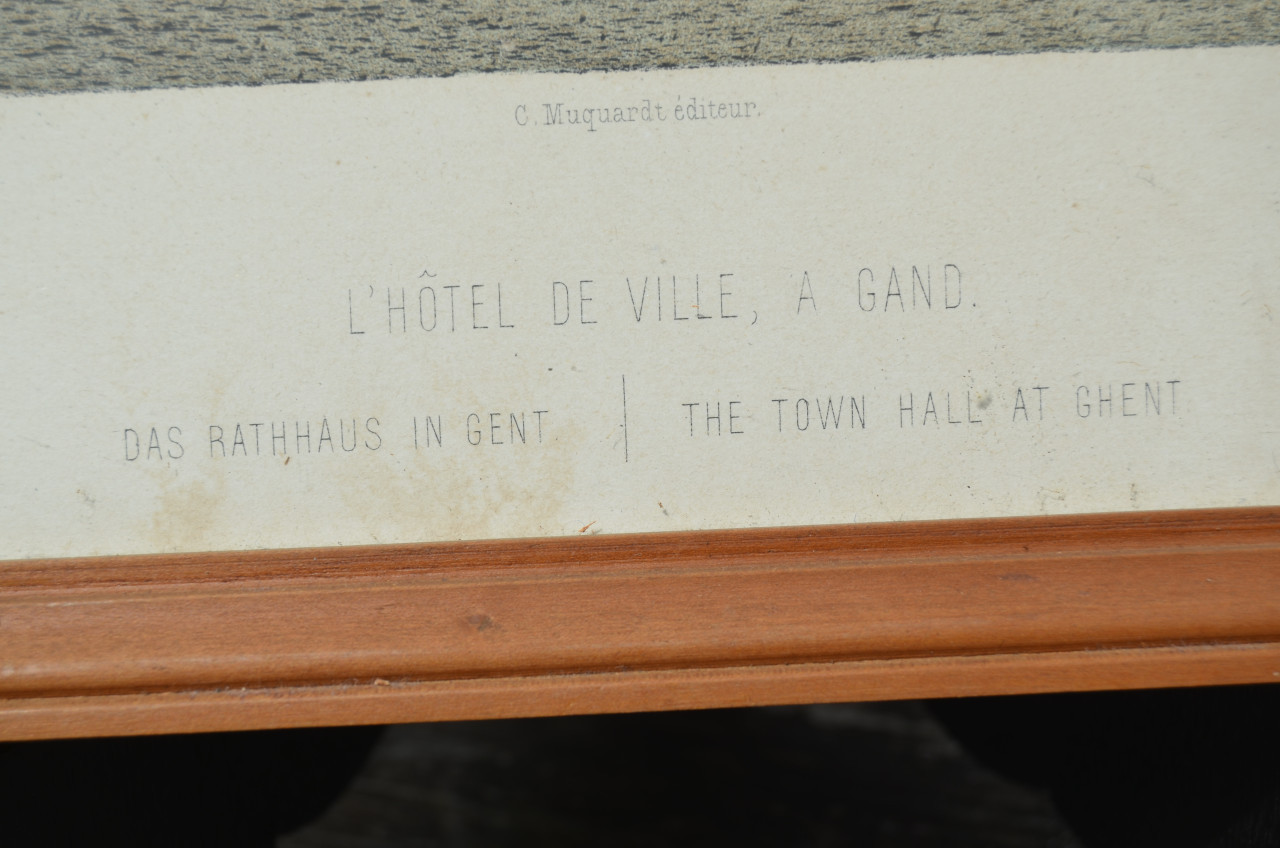 C. Muquardt éditeur.
L'HÔTEL DE VILLE, A GAND.
DAS RATHHAUS IN GENT | THE TOWN HALL AT GHENT